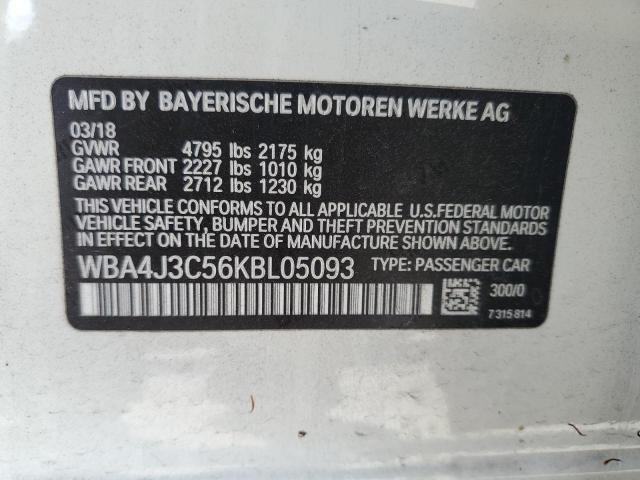 MFD BY BAYERISCHE MOTOREN WERKE AG
03/18
GVWR 4795 lbs 2175 kg
GAWR FRONT 2227 lbs 1010 kg
GAWR REAR 2712 lbs 1230 kg
THIS VEHICLE CONFORMS TO ALL APPLICABLE U.S.FEDERAL MOTOR
VEHICLE SAFETY, BUMPER AND THEFT PREVENTION STANDARDS
IN EFFECT ON THE DATE OF MANUFACTURE SHOWN ABOVE.
WBA4J3C56KBL05093 TYPE: PASSENGER CAR
300/0
7315814